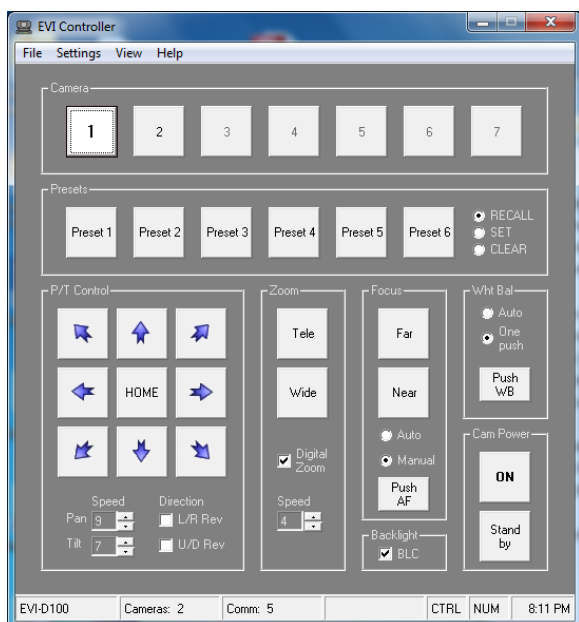 EVI Controller
File Settings View Help
Camera
1 2 3 4 5 6 7
Presets
Preset 1 Preset 2 Preset 3 Preset 4 Preset 5 Preset 6
RECALL
SET
CLEAR
P/T Control
HOME
Speed Direction
Pan 9 L/R Rev
Tilt 7 U/D Rev
Zoom
Tele
Wide
Digital
Zoom
Speed
4
Focus
Far
Near
Auto
Manual
Push
AF
Backlight
BLC
Wht Bal
Auto
One
push
Push
WB
Cam Power
ON
Stand
by
EVI-D100 Cameras: 2 Comm: 5 CTRL NUM 8:11 PM